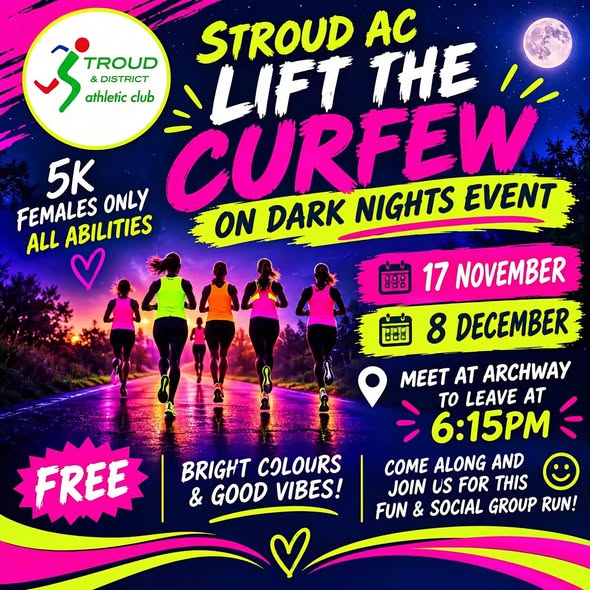 STROUD
& DISTRICT
athletic club
STROUD AC
LIFT THE
CURFEW
ON DARK NIGHTS EVENT
5K
FEMALES ONLY
ALL ABILITIES
17 NOVEMBER
8 DECEMBER
MEET AT ARCHWAY
TO LEAVE AT
6:15PM
FREE
BRIGHT COLOURS
& GOOD VIBES!
COME ALONG AND
JOIN US FOR THIS
FUN & SOCIAL GROUP RUN!